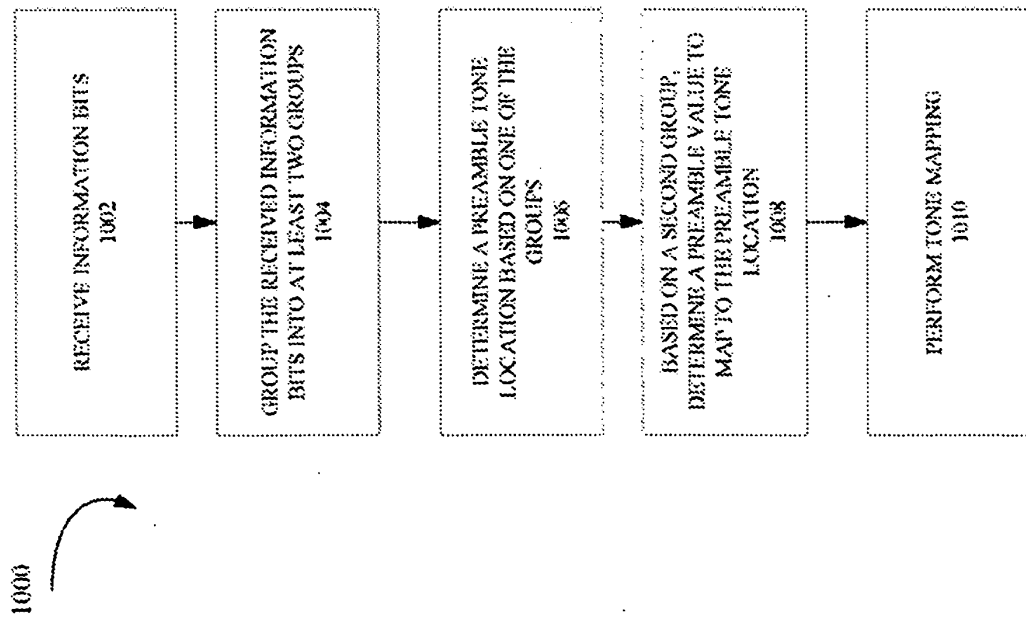 1000
RECEIVE INFORMATION BITS
1002
GROUP THE RECEIVED INFORMATION
BITS INTO AT LEAST TWO GROUPS
1004
DETERMINE A PREAMBLE TONE
LOCATION BASED ON ONE OF THE
GROUPS
1006
BASED ON A SECOND GROUP,
DETERMINE A PREAMBLE VALUE TO
MAP TO THE PREAMBLE TONE
LOCATION
1008
PERFORM TONE MAPPING
1010